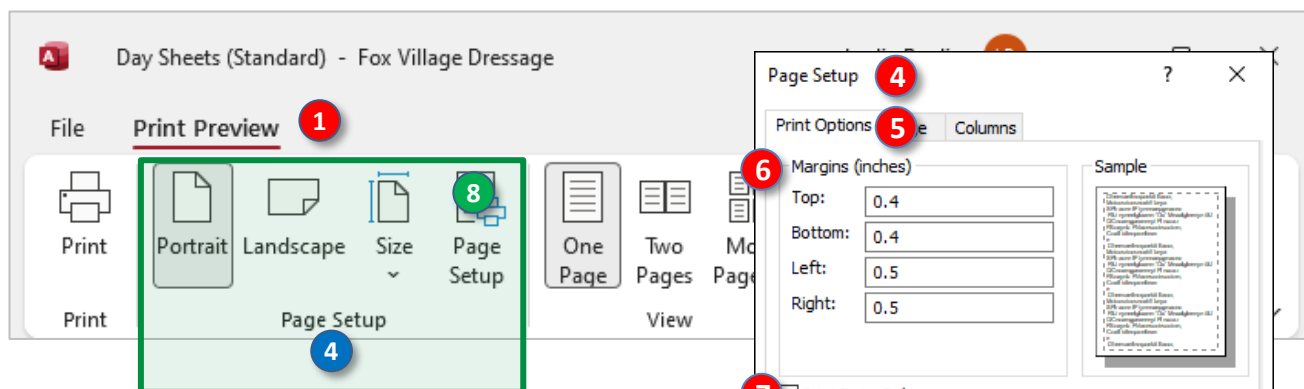 Day Sheets (Standard) - Fox Village Dressage
File Print Preview 1
Print
Portrait
Landscape
Size
Page
Setup
8
One
Page
Two
Pages
Print
Page Setup
4
View
Page Setup 4 ?
Print Options 5 Columns
6 Margins (inches)
Top: 0.4
Bottom: 0.4
Left: 0.5
Right: 0.5
Sample
7